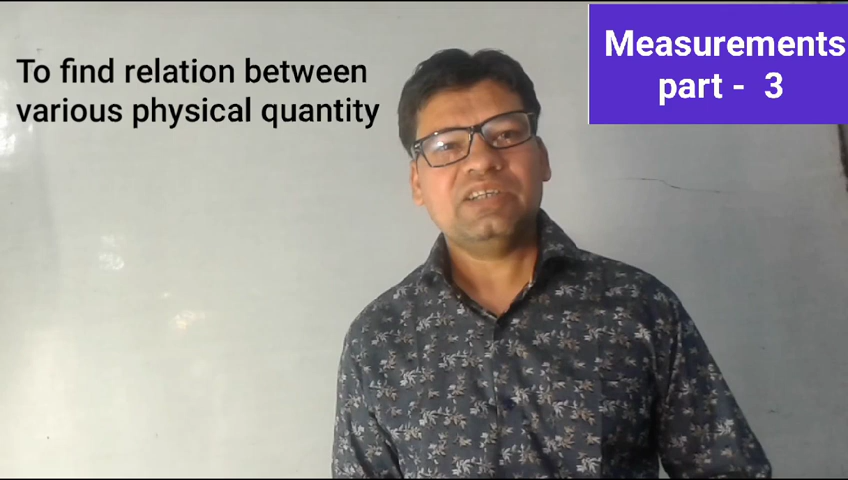 To find relation between
various physical quantity
Measurements
part - 3